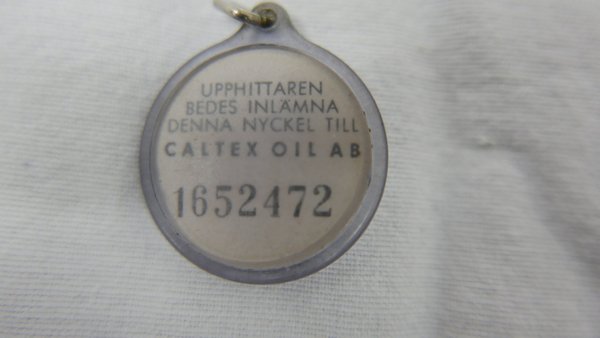 UPPHITTAREN
BEDES INLÄMNA
DENNA NYCKEL TILL
CALTEX OIL AB
1652472